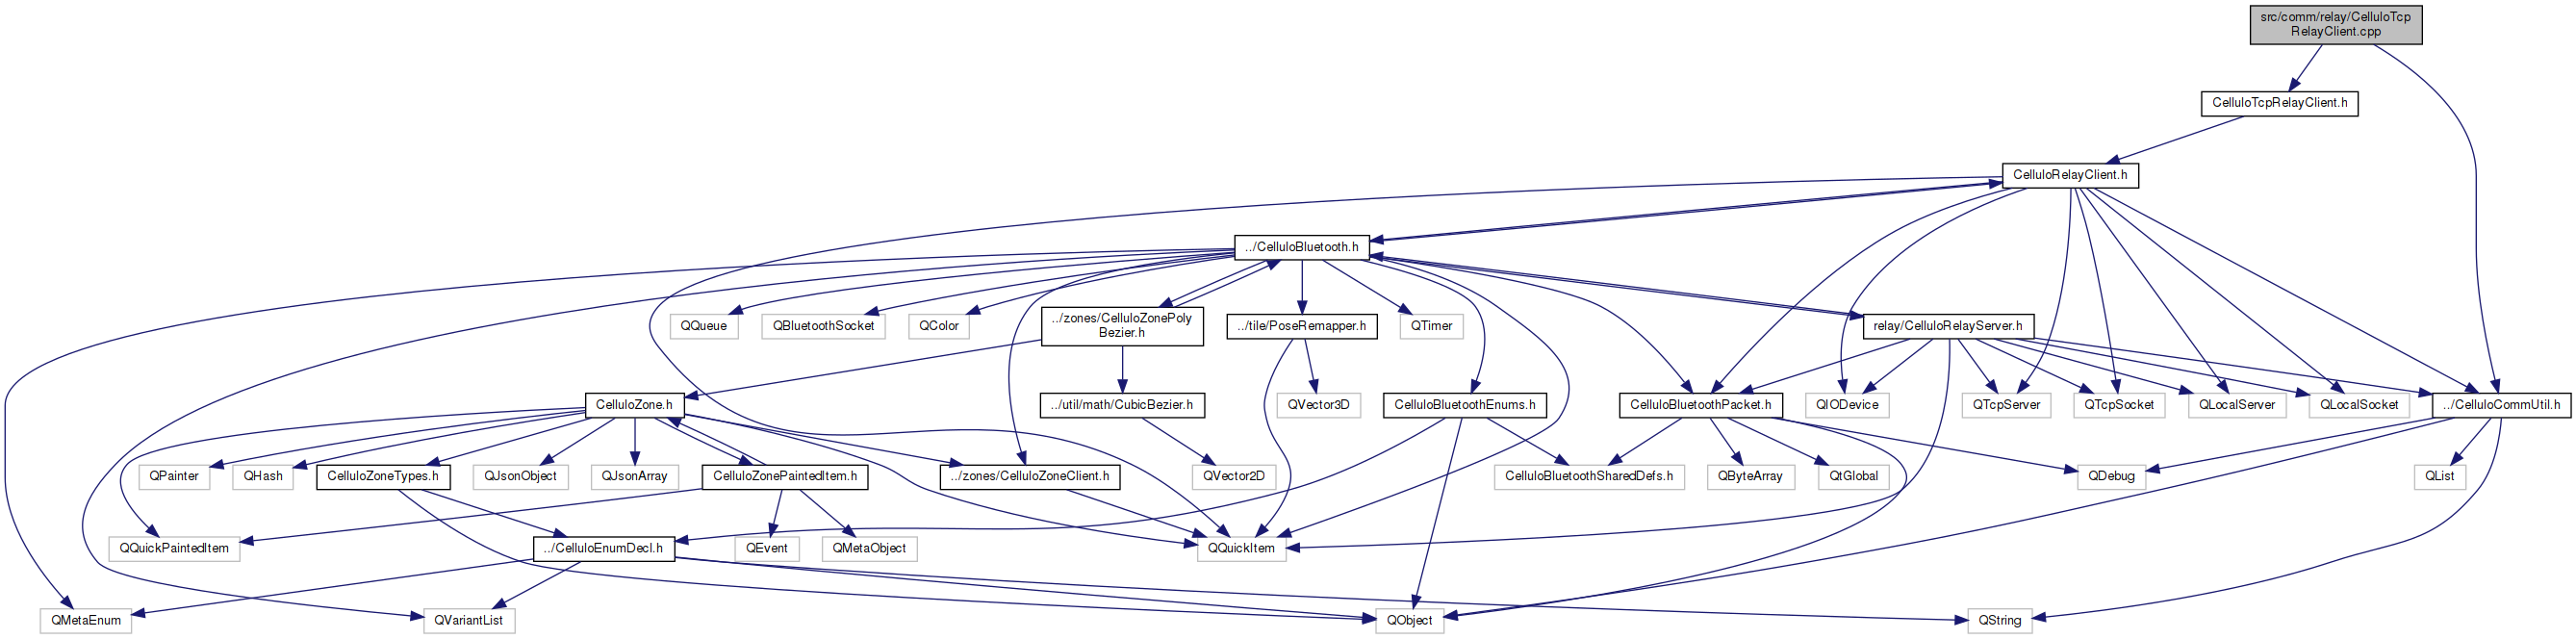 src/comm/relay/CelluloTcp
RelayClient.cpp
CelluloTcpRelayClient.h
CelluloRelayClient.h
../CelluloBluetooth.h
QQueue
QBluetoothSocket
QColor
../zones/CelluloZonePoly
Bezier.h
../tile/PoseRemapper.h
QTimer
relay/CelluloRelayServer.h
CelluloZone.h
../util/math/CubicBezier.h
QVector3D
CelluloBluetoothEnums.h
CelluloBluetoothPacket.h
QIODevice
QTcpServer
QTcpSocket
QLocalServer
QLocalSocket
../CelluloCommUtil.h
QPainter
QHash
CelluloZoneTypes.h
QJsonObject
QJsonArray
CelluloZonePaintedItem.h
../zones/CelluloZoneClient.h
QVector2D
CelluloBluetoothSharedDefs.h
QByteArray
QtGlobal
QDebug
QList
QQuickPaintedItem
../CelluloEnumDecl.h
QEvent
QMetaObject
QQuickItem
QMetaEnum
QVariantList
QObject
QString